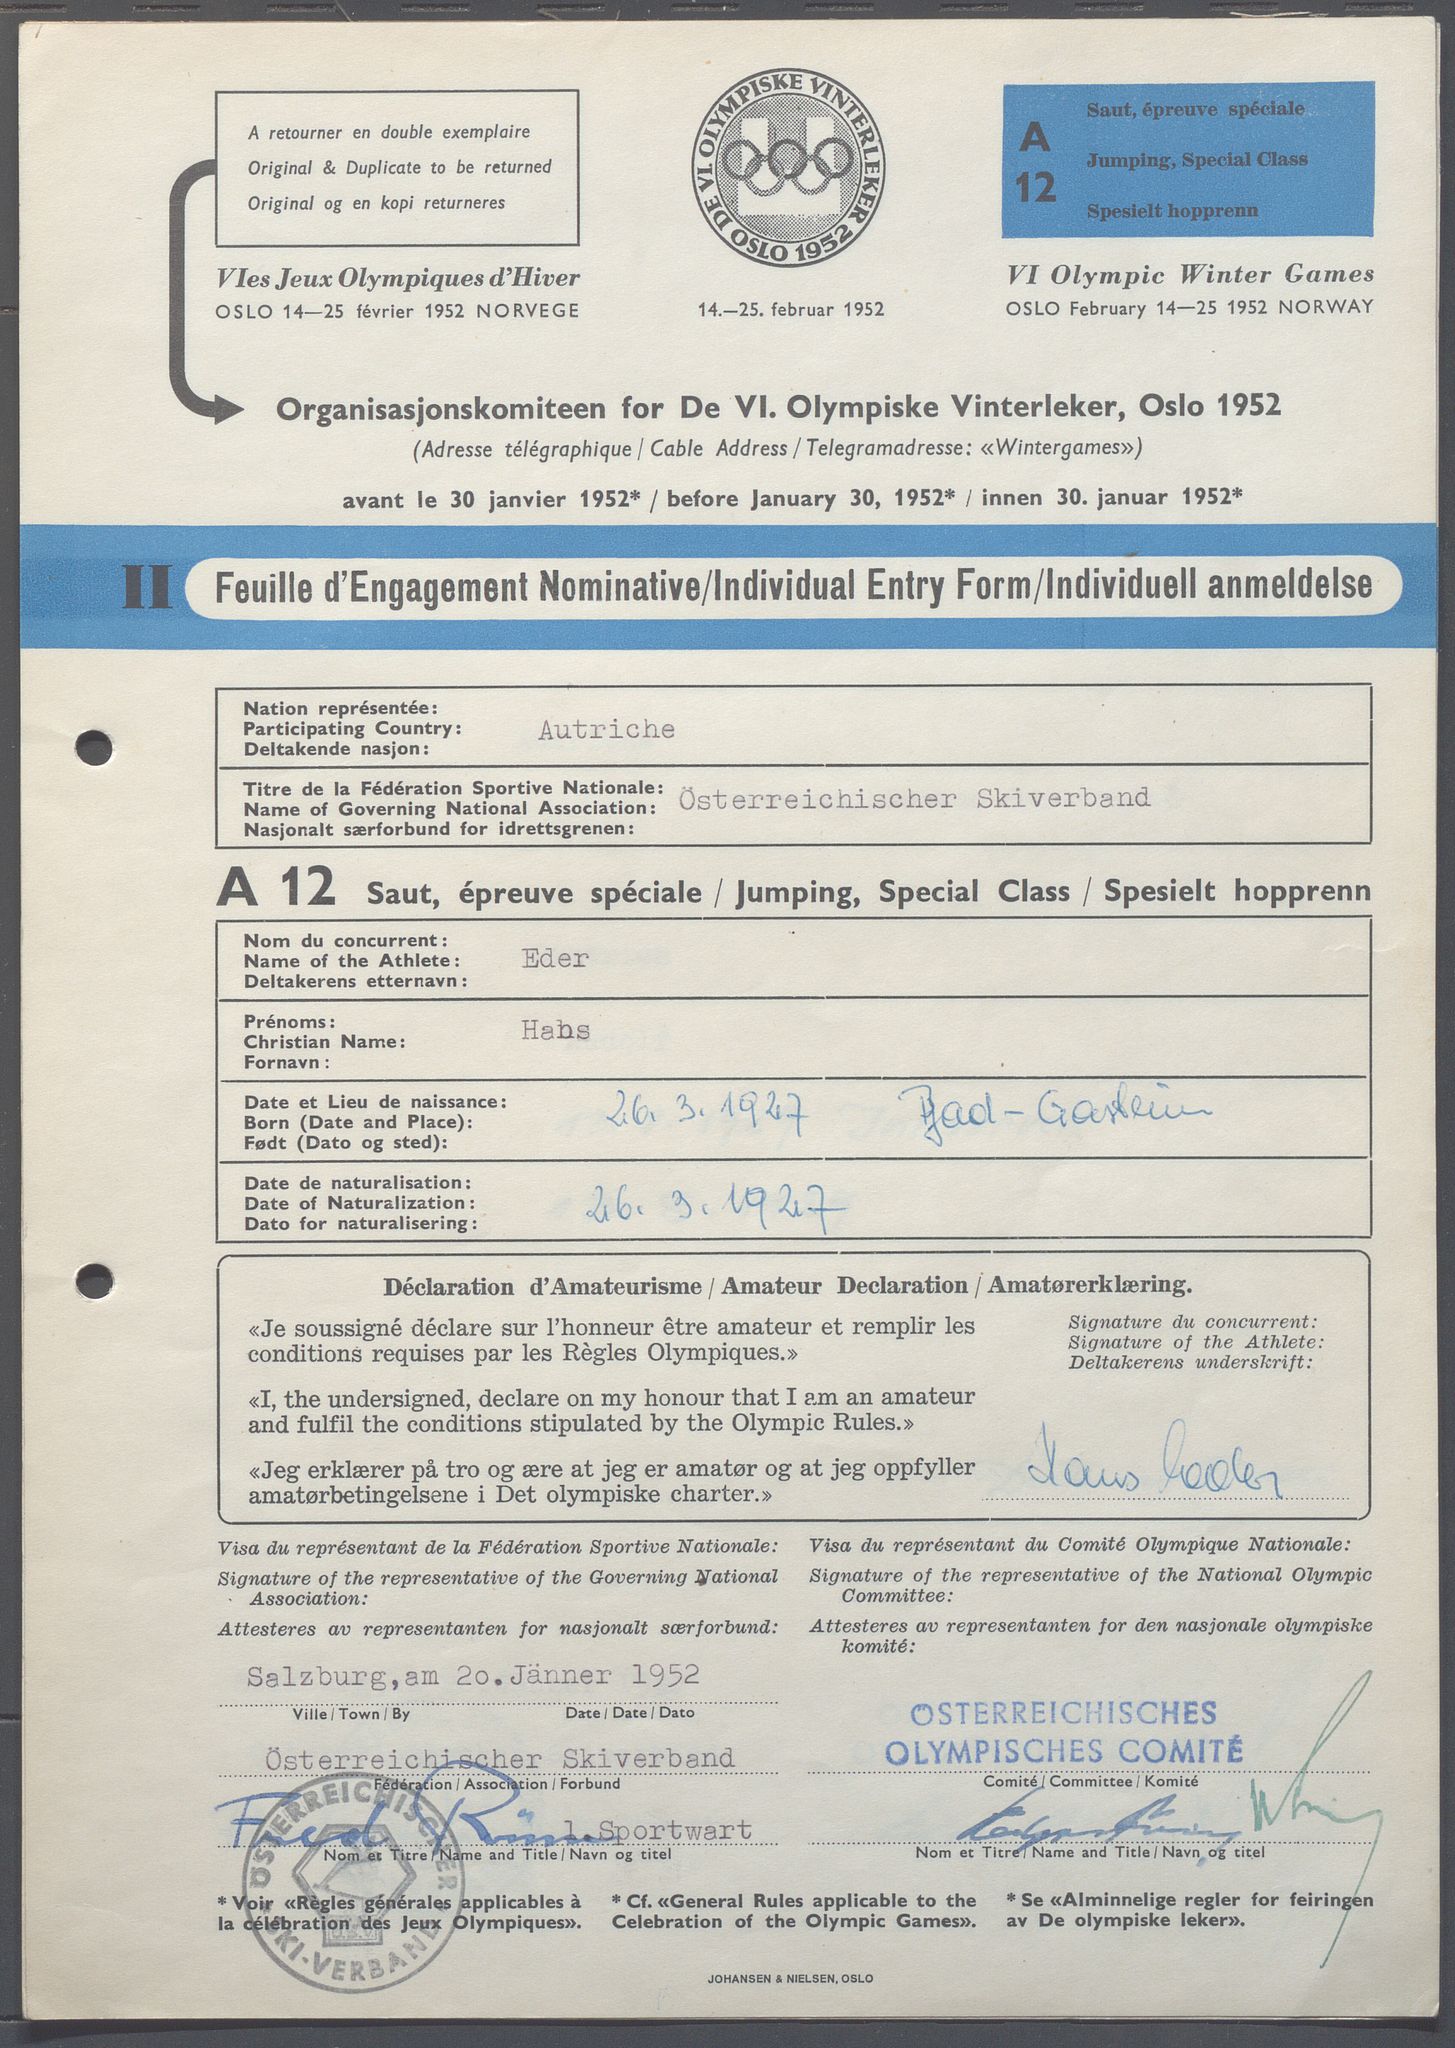 A retourner en double exemplaire
Original & Duplicate to be returned
Original og en kopi returneres
DE VI OLYMPISKE VINTERLEKER
OSLO 1952
A
12
Saut, épreuve spéciale
Jumping, Special Class
Spesielt hopprenn
VIes Jeux Olympiques d'Hiver
OSLO 14—25 février 1952 NORVEGE
14.—25. februar 1952
VI Olympic Winter Games
OSLO February 14—25 1952 NORWAY
Organisasjonskomiteen for De VI. Olympiske Vinterleker, Oslo 1952
(Adresse télégraphique / Cable Address / Telegramadresse: «Wintergames»)
avant le 30 janvier 1952* / before January 30, 1952* / innen 30. januar 1952*
II Feuille d'Engagement Nominative/Individual Entry Form/Individuell anmeldelse
Nation représentée:
Participating Country: Autriche
Deltakende nasjon:
Titre de la Fédération Sportive Nationale:
Name of Governing National Association: Österreichischer Skiverband
Nasjonalt særforbund for idrettsgrenen:
A 12 Saut, épreuve spéciale / Jumping, Special Class / Spesielt hopprenn
Nom du concurrent:
Name of the Athlete: Eder
Deltakerens etternavn:
Prénoms:
Christian Name: Hans
Fornavn:
Date et Lieu de naissance:
Born (Date and Place): 26. 3. 1927 Bad-Gastein
Født (Dato og sted):
Date de naturalisation:
Date of Naturalization: 26. 3. 1927
Dato for naturalisering:
Déclaration d'Amateurisme / Amateur Declaration / Amatørerklæring.
«Je soussigné déclare sur l'honneur être amateur et remplir les
conditions requises par les Règles Olympiques.»
Signature du concurrent:
Signature of the Athlete:
Deltakerens underskrift:
«I, the undersigned, declare on my honour that I am an amateur
and fulfil the conditions stipulated by the Olympic Rules.»
«Jeg erklærer på tro og ære at jeg er amatør og at jeg oppfyller
amatørbetingelsene i Det olympiske charter.»
Hans Eder
Visa du représentant de la Fédération Sportive Nationale:
Signature of the representative of the Governing National
Association:
Attesteres av representanten for nasjonalt særforbund:
Visa du représentant du Comité Olympique Nationale:
Signature of the representative of the National Olympic
Committee:
Attesteres av representanten for den nasjonale olympiske
komité:
Salzburg,am 2o.Jänner 1952
Ville / Town / By Date / Date / Dato
Österreichischer Skiverband
Fédération / Association / Forbund
ÖSTERREICHISCHES
OLYMPISCHES COMITÉ
Comité / Committee / Komité
Fred
1.Sportwart
Nom et Titre / Name and Title / Navn og titel
Nom et Titre / Name and Title / Navn og titel
ÖSTERREICHISCHER
SKI-VERBAND
* Voir «Règles générales applicables à
la célébration des Jeux Olympiques».
* Cf. «General Rules applicable to the
Celebration of the Olympic Games».
* Se «Alminnelige regler for feiringen
av De olympiske leker».
JOHANSEN & NIELSEN, OSLO